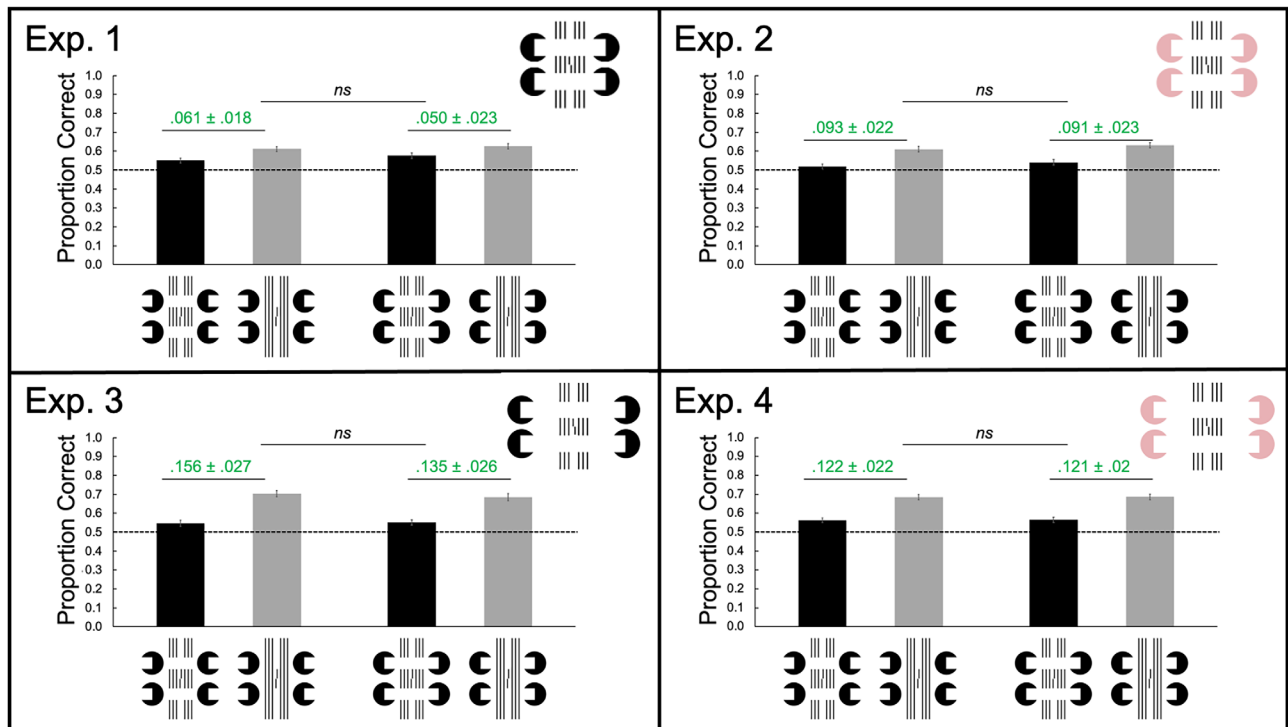 Exp. 1
Proportion Correct
1.0
0.9
0.8
0.7
0.6
0.5
0.4
0.3
0.2
0.1
0.0
ns
.061 ± .018
.050 ± .023
Exp. 2
Proportion Correct
1.0
0.9
0.8
0.7
0.6
0.5
0.4
0.3
0.2
0.1
0.0
ns
.093 ± .022
.091 ± .023
Exp. 3
Proportion Correct
1.0
0.9
0.8
0.7
0.6
0.5
0.4
0.3
0.2
0.1
0.0
ns
.156 ± .027
.135 ± .026
Exp. 4
Proportion Correct
1.0
0.9
0.8
0.7
0.6
0.5
0.4
0.3
0.2
0.1
0.0
ns
.122 ± .022
.121 ± .02